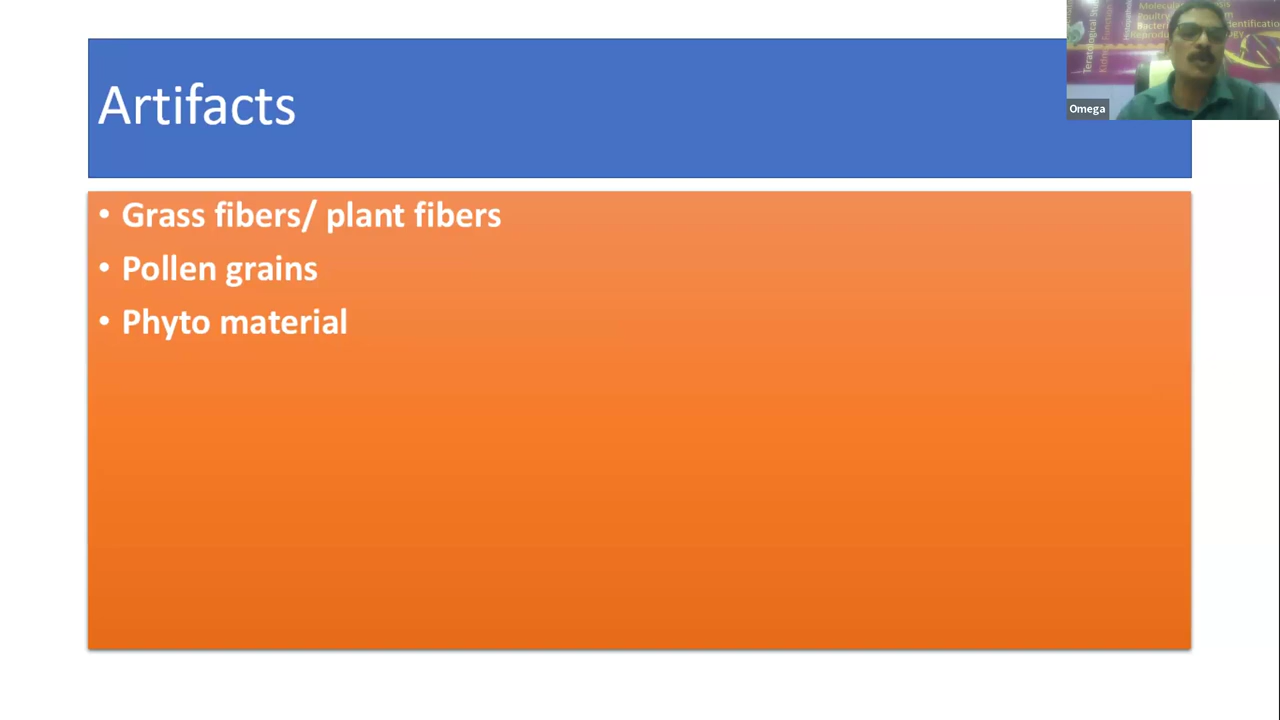 Artifacts
• Grass fibers/ plant fibers
• Pollen grains
• Phyto material
Omega